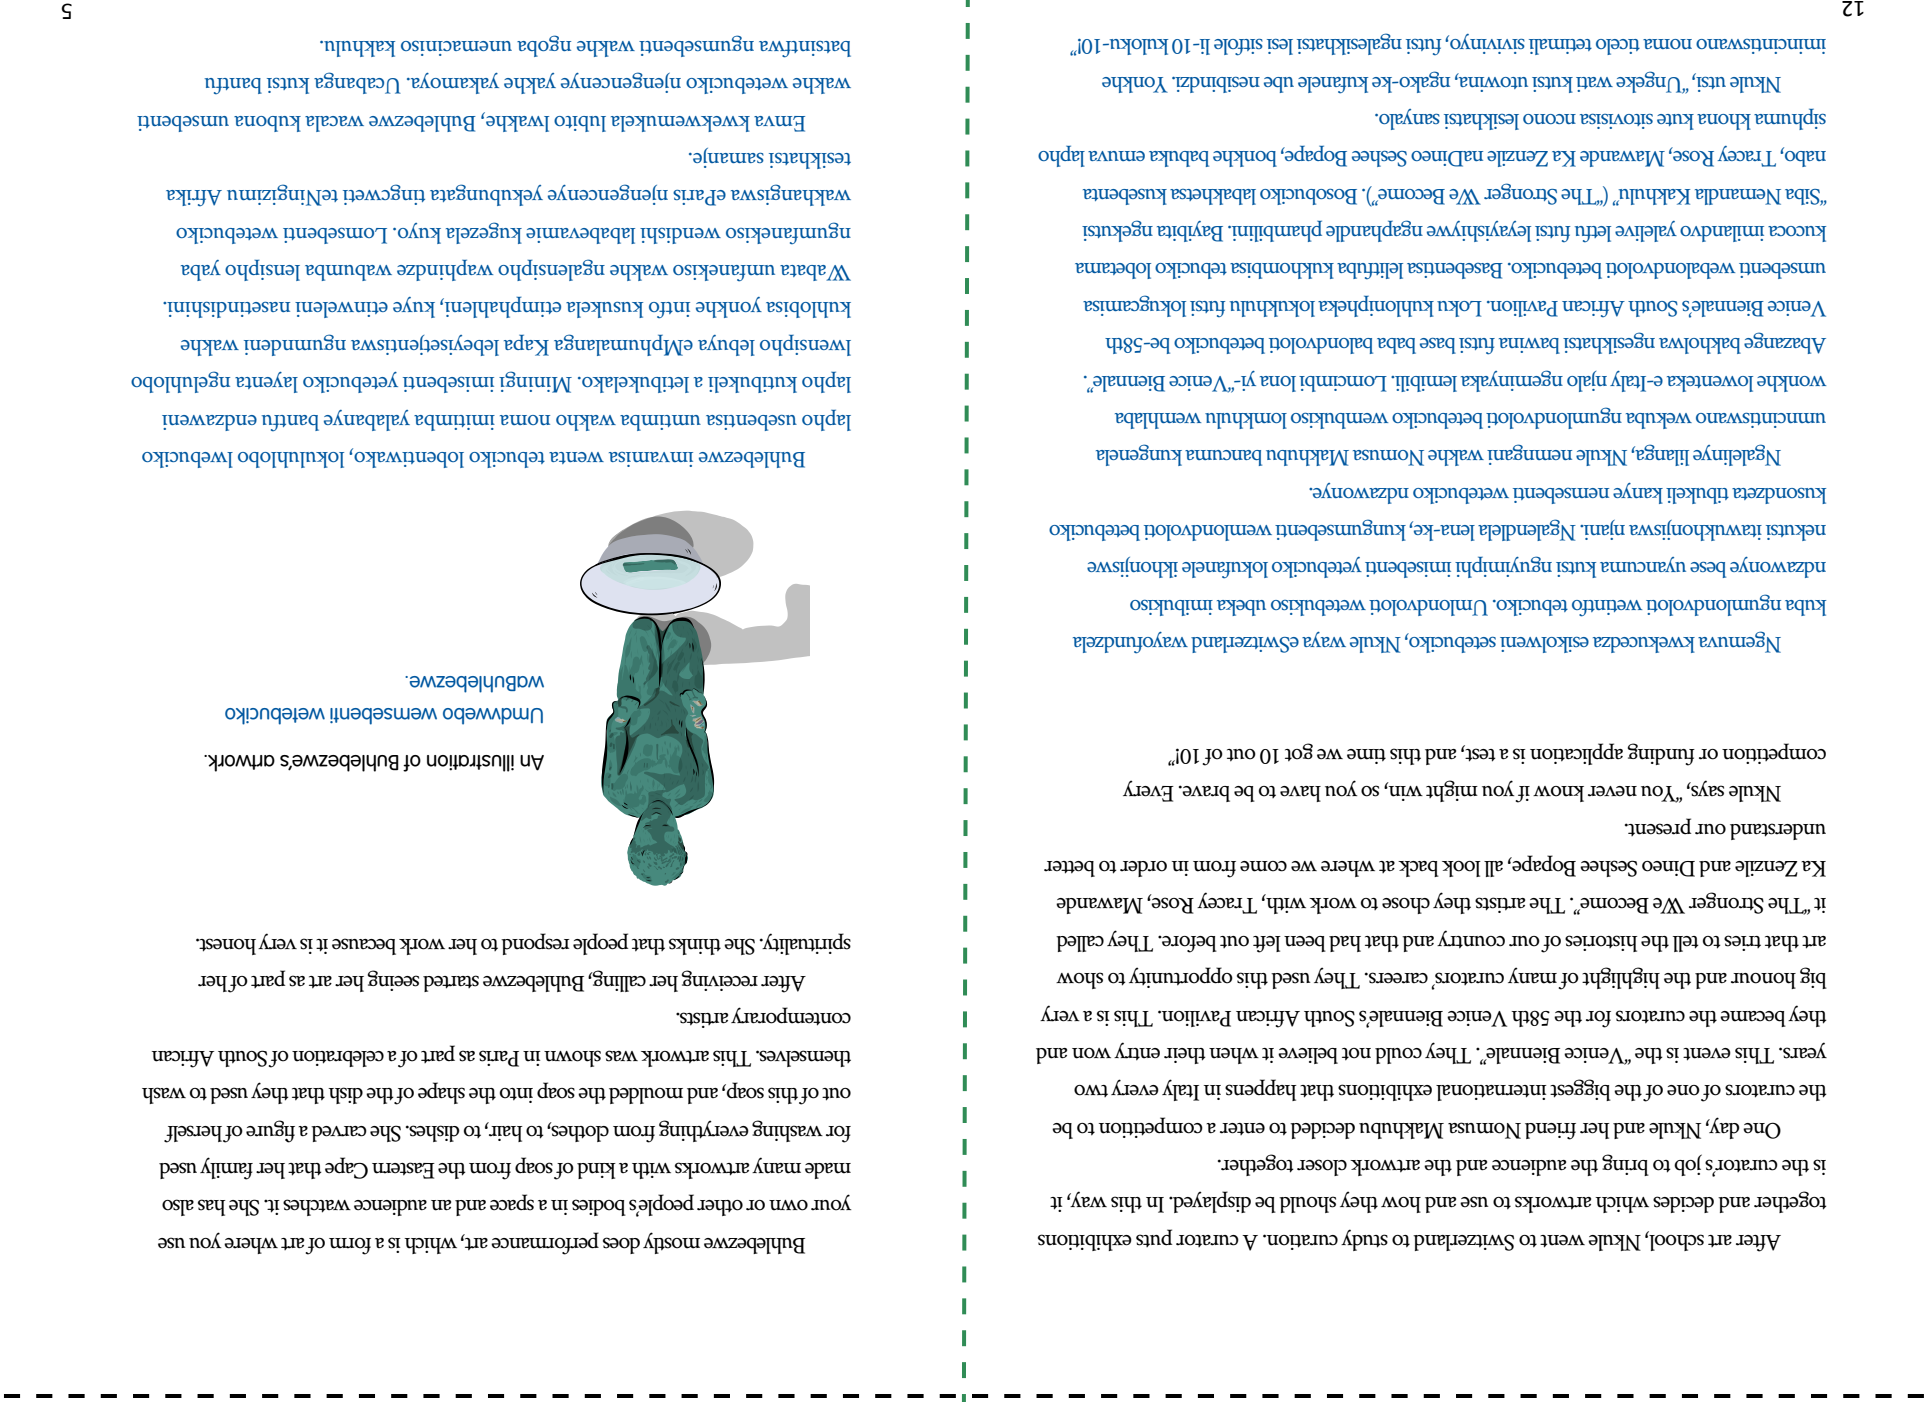 After art school, Nkule went to Switzerland to study curation. A curator puts exhibitions
together and decides which artworks to use and how they should be displayed. In this way, it
is the curator's job to bring the audience and the artwork closer together.
One day, Nkule and her friend Nomusa Makhubu decided to enter a competition to be
the curators of one of the biggest international exhibitions that happens in Italy every two
years. This event is the “Venice Biennale”. They could not believe it when their entry won and
they became the curators for the 58th Venice Biennale's South African Pavilion. This is a very
big honour and the highlight of many curators' careers. They used this opportunity to show
art that tries to tell the histories of our country and that had been left out before. They called
it “The Stronger We Become”. The artists they chose to work with, Tracey Rose, Mawande
Ka Zenzile and Dineo Seshee Bopape, all look back at where we come from in order to better
understand our present.
Nkule says, “You never know if you might win, so you have to be brave. Every
competition or funding application is a test, and this time we got 10 out of 10!”
Ngemuva kwekucedza esikolweni setebuciko, Nkule waya eSwitzerland wayofundzela
kuba ngumlondvoloti wetintfo tebuciko. Umlondvoloti wetebukiso ubeka imibukiso
ndzawonye bese uyancuma kutsi nguyimiphi imisebenti yetebuciko lokufanele ikhonjiswe
nekutsi itawukhonjiswa njani. Ngalendlela lena-ke, kungumsebenti wemlondvoloti betebuciko
kusondzeta tibukeli kanye nemsebenti wetebuciko ndzawonye.
Ngalelinye lilanga, Nkule nemngani wakhe Nomusa Makhubu bancuma kungenela
umncintiswano wekuba ngumlondvoloti betebuciko wembukiso lomkhulu wemhlaba
wonkhe lowenteka e-Italy njalo ngeminyaka lemibili. Lomcimbi lona yi-“Venice Biennale”.
Abazange bakholwa ngesikhatsi bawina futsi base baba balondvoloti betebuciko be-58th
Venice Biennale's South African Pavilion. Loku kuhlonipheka lokukhulu futsi lokugcamisa
umsebenti webalondvoloti betebuciko. Basebentisa lelitfuba kukhombisa tebuciko lobetama
kucoca imilandvo yalelive letfu futsi leyayishiywe ngaphandle phambilini. Bayibita ngekutsi
“Siba Nemandla Kakhulu” (“The Stronger We Become”). Bosobuciko labakhetsa kusebenta
nabo, Tracey Rose, Mawande Ka Zenzile naDineo Seshee Bopape, bonkhe babuka emuva lapho
siphuma khona kute sitovisisa ncono lesikhatsi sanyalo.
Nkule utsi, “Ungeke wati kutsi utowina, ngako-ke kufanele ube nesibindzi. Yonkhe
imincintiswano noma ticelo tetimali sivivinyo, futsi ngalesikhatsi lesi sitfole li-10 kuloku-10!”
12
Buhlebezwe mostly does performance art, which is a form of art where you use
your own or other people's bodies in a space and an audience watches it. She has also
made many artworks with a kind of soap from the Eastern Cape that her family used
for washing everything from clothes, to hair, to dishes. She carved a figure of herself
out of this soap, and moulded the soap into the shape of the dish that they used to wash
themselves. This artwork was shown in Paris as part of a celebration of South African
contemporary artists.
After receiving her calling, Buhlebezwe started seeing her art as part of her
spirituality. She thinks that people respond to her work because it is very honest.
An illustration of Buhlebezwe's artwork.
Umdvwebo wemsebenti wetebuciko
waBuhlebezwe.
Buhlebezwe imvamisa wenta tebuciko lobentiwako, lokuluhlobo lwebuciko
lapho usebentisa umtimba wakho noma imitimba yalabanye bantfu endzaweni
lapho kutibukeli a letibukelako. Miningi imisebenti yetebuciko layenta ngeluhlobo
lwensipho lebuya eMphumalanga Kapa lebeyisetjentiswa ngumndeni wakhe
kuhlobisa yonkhe intfo kusukela etimphahleni, kuye etinweleni nasetindishini.
Wabata umfanekiso wakhe ngalensipho waphindze wabumba lensipho yaba
ngumfanekiso wendishi lababevamie kugezela kuyo. Lomsebenti wetebuciko
wakhangiswa eParis njengencenye yekubungata tingcweti teNingizimu Afrika
tesikhatsi samanje.
Emva kwekwemukela lubito lwakhe, Buhlebezwe wacala kubona umsebenti
wakhe wetebuciko njengencenye yakhe yakamoya. Ucabanga kutsi bantfu
batsintfwa ngumsebenti wakhe ngoba unemaciniso kakhulu.
5